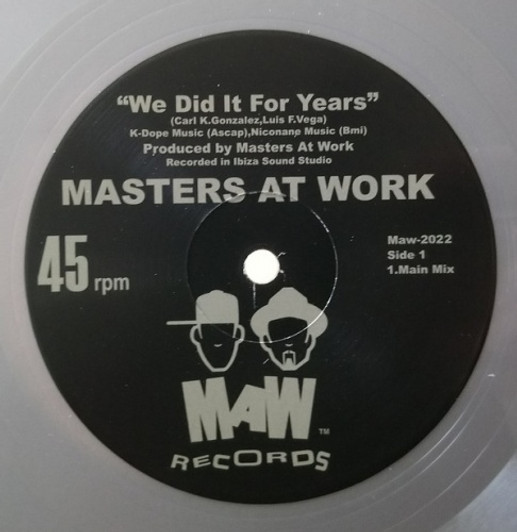 “We Did It For Years”
(Carl K.Gonzalez,Luis F.Vega)
K-Dope Music (Ascap),Niconane Music (Bmi)
Produced by Masters At Work
Recorded in Ibiza Sound Studio
MASTERS AT WORK
45 rpm
Maw-2022
Side 1
1.Main Mix
MAW TM
RECORDS